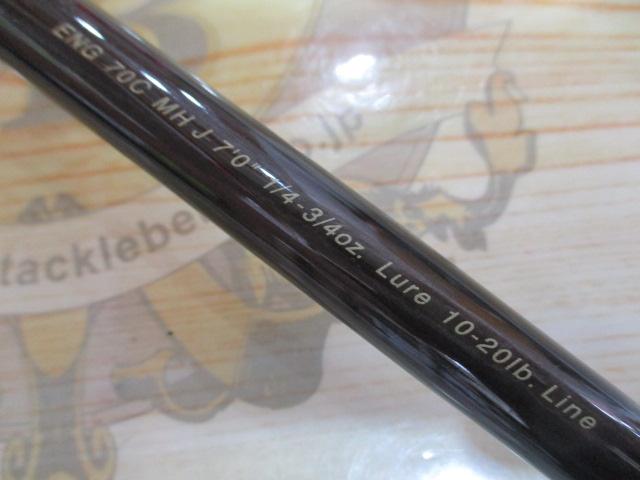 ENG 70C MH J 7'0" 1/4-3/4oz. Lure 10-20lb. Line
tacklebe
.jp